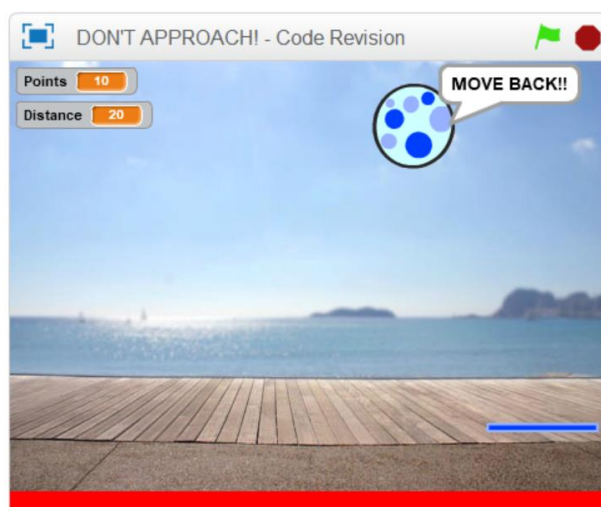 DON'T APPROACH! - Code Revision
Points 10
Distance 20
MOVE BACK!!